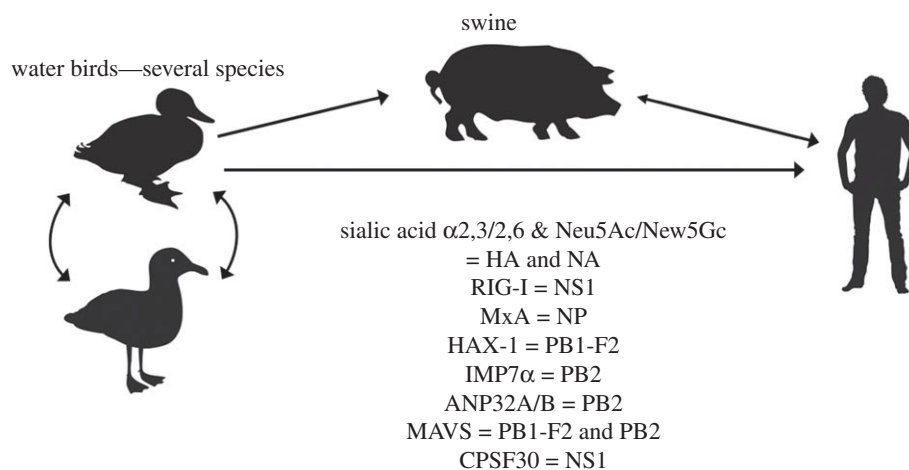 swine
water birds—several species
sialic acid α2,3/2,6 & Neu5Ac/New5Gc
= HA and NA
RIG-I = NS1
MxA = NP
HAX-1 = PB1-F2
IMP7α = PB2
ANP32A/B = PB2
MAVS = PB1-F2 and PB2
CPSF30 = NS1